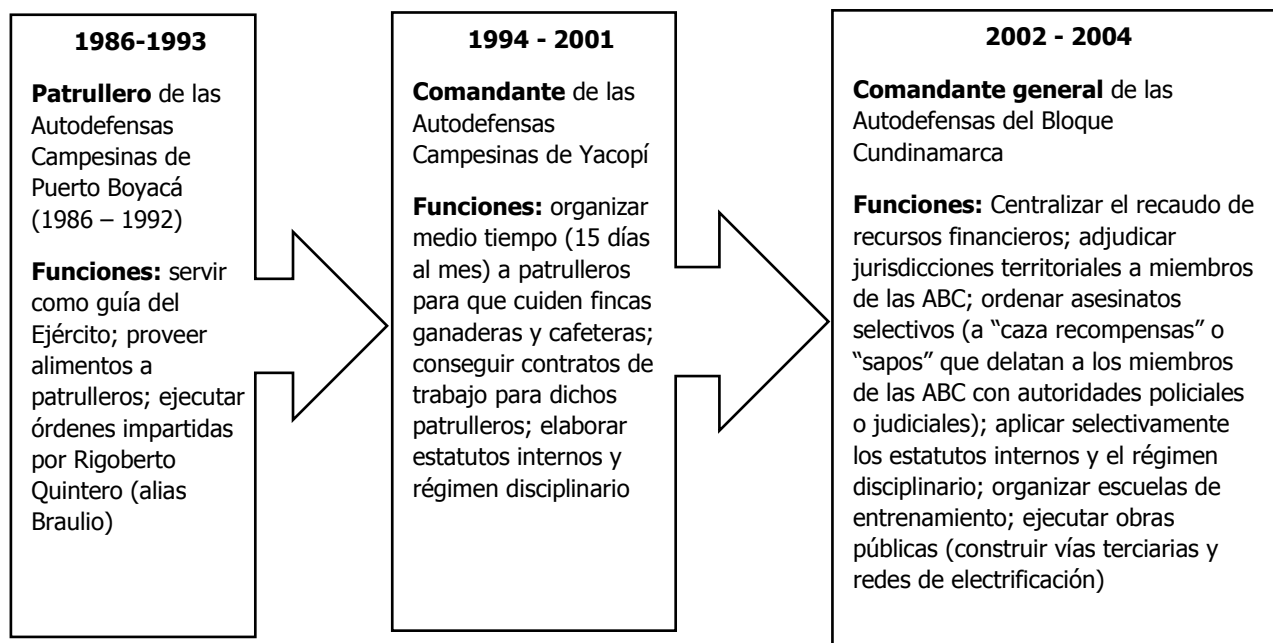 1986-1993
Patrullero de las
Autodefensas
Campesinas de
Puerto Boyacá
(1986 – 1992)
Funciones: servir
como guía del
Ejército; proveer
alimentos a
patrulleros; ejecutar
órdenes impartidas
por Rigoberto
Quintero (alias
Braulio)
1994 - 2001
Comandante de las
Autodefensas
Campesinas de Yacopí
Funciones: organizar
medio tiempo (15 días
al mes) a patrulleros
para que cuiden fincas
ganaderas y cafeteras;
conseguir contratos de
trabajo para dichos
patrulleros; elaborar
estatutos internos y
régimen disciplinario
2002 - 2004
Comandante general de las
Autodefensas del Bloque
Cundinamarca
Funciones: Centralizar el recaudo de
recursos financieros; adjudicar
jurisdicciones territoriales a miembros
de las ABC; ordenar asesinatos
selectivos (a “caza recompensas” o
“sapos” que delatan a los miembros
de las ABC con autoridades policiales
o judiciales); aplicar selectivamente
los estatutos internos y el régimen
disciplinario; organizar escuelas de
entrenamiento; ejecutar obras
públicas (construir vías terciarias y
redes de electrificación)